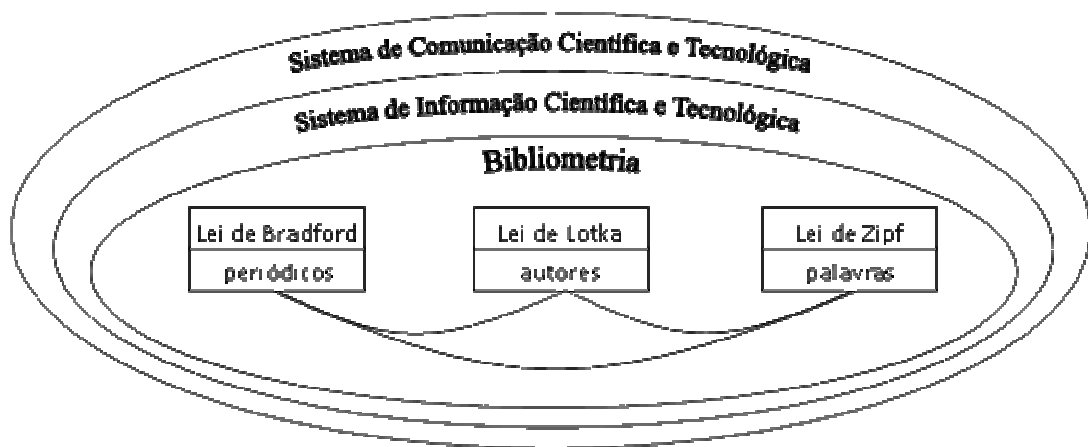 Sistema de Comunicação Científica e Tecnológica
Sistema de Informação Científica e Tecnológica
Bibliometria
Lei de Bradford
periódicos
Lei de Lotka
autores
Lei de Zipf
palavras